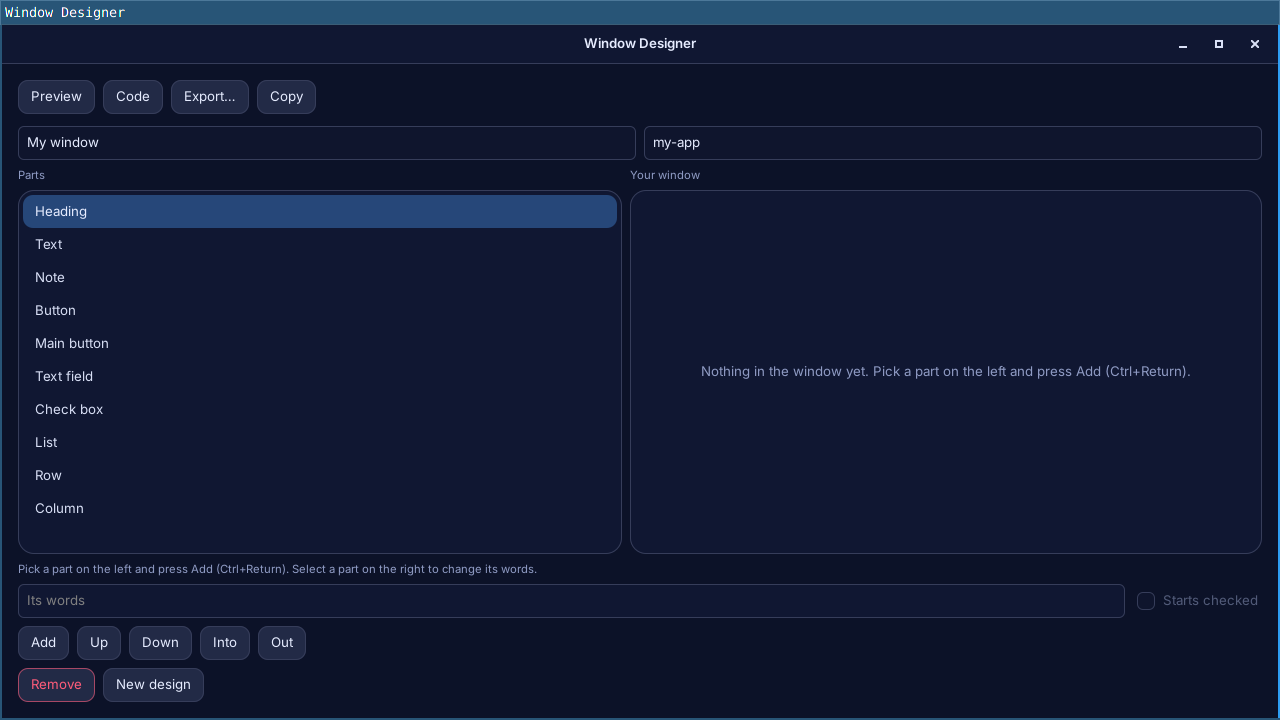 Window Designer
Window Designer
Preview Code Export... Copy
My window my-app
Parts Your window
Heading
Text
Note
Button
Main button
Text field
Check box
List
Row
Column
Nothing in the window yet. Pick a part on the left and press Add (Ctrl+Return).
Pick a part on the left and press Add (Ctrl+Return). Select a part on the right to change its words.
Its words Starts checked
Add Up Down Into Out
Remove New design